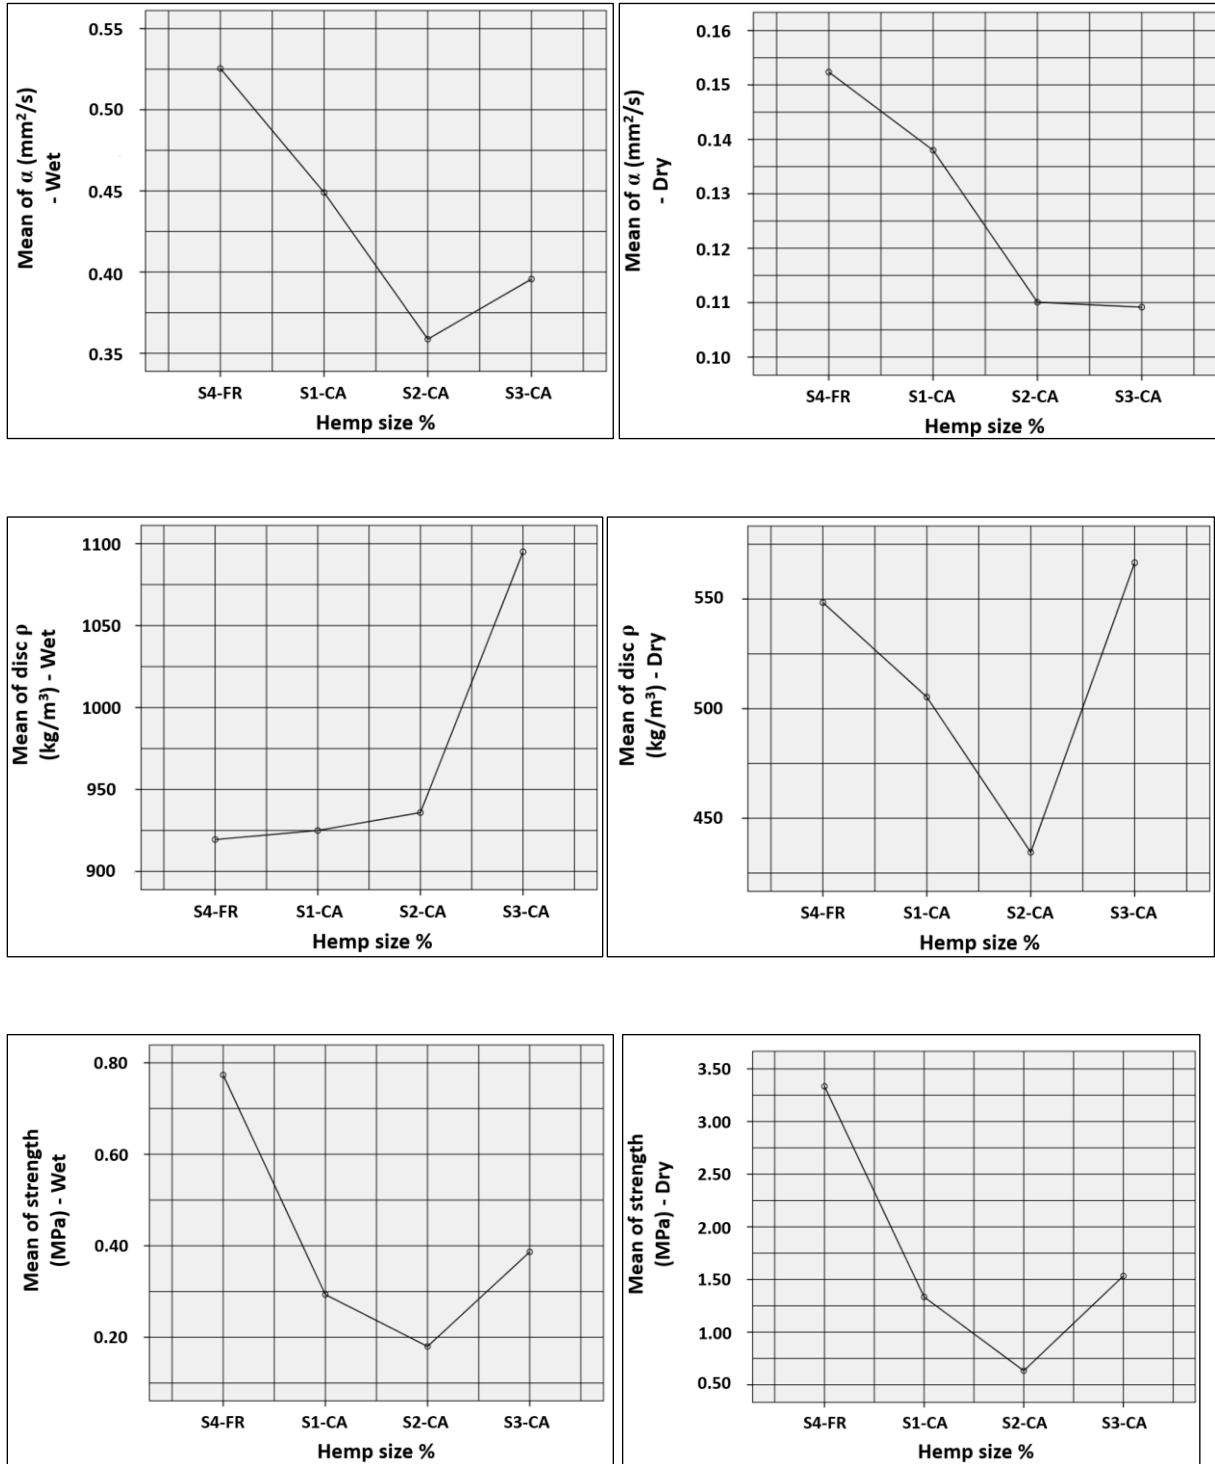 Mean of α (mm²/s)
- Wet
0.55
0.50
0.45
0.40
0.35
S4-FR S1-CA S2-CA S3-CA
Hemp size %
Mean of α (mm²/s)
- Dry
0.16
0.15
0.14
0.13
0.12
0.11
0.10
S4-FR S1-CA S2-CA S3-CA
Hemp size %
Mean of disc ρ
(kg/m³) - Wet
1100
1050
1000
950
900
S4-FR S1-CA S2-CA S3-CA
Hemp size %
Mean of disc ρ
(kg/m³) - Dry
550
500
450
S4-FR S1-CA S2-CA S3-CA
Hemp size %
Mean of strength
(MPa) - Wet
0.80
0.60
0.40
0.20
S4-FR S1-CA S2-CA S3-CA
Hemp size %
Mean of strength
(MPa) - Dry
3.50
3.00
2.50
2.00
1.50
1.00
0.50
S4-FR S1-CA S2-CA S3-CA
Hemp size %